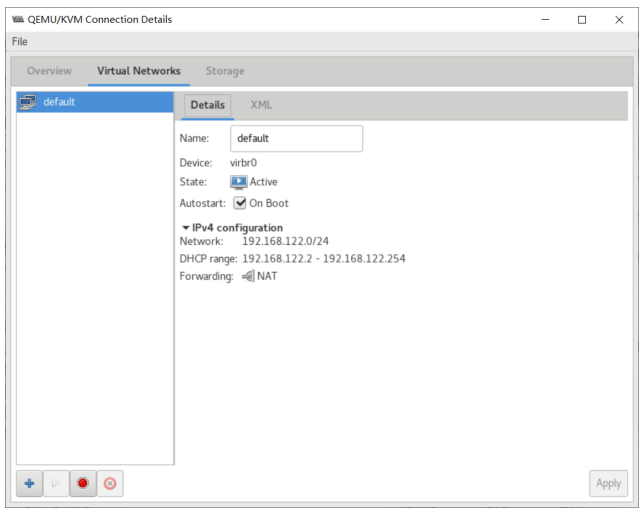 QEMU/KVM Connection Details
File
Overview Virtual Networks Storage
default
Details XML
Name: default
Device: virbr0
State: Active
Autostart: On Boot
IPv4 configuration
Network: 192.168.122.0/24
DHCP range: 192.168.122.2 - 192.168.122.254
Forwarding: NAT
Apply